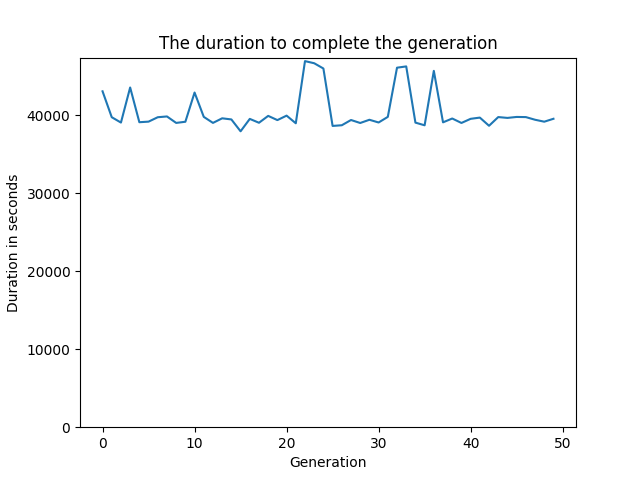 The duration to complete the generation
Duration in seconds
40000
30000
20000
10000
0
0 10 20 30 40 50
Generation